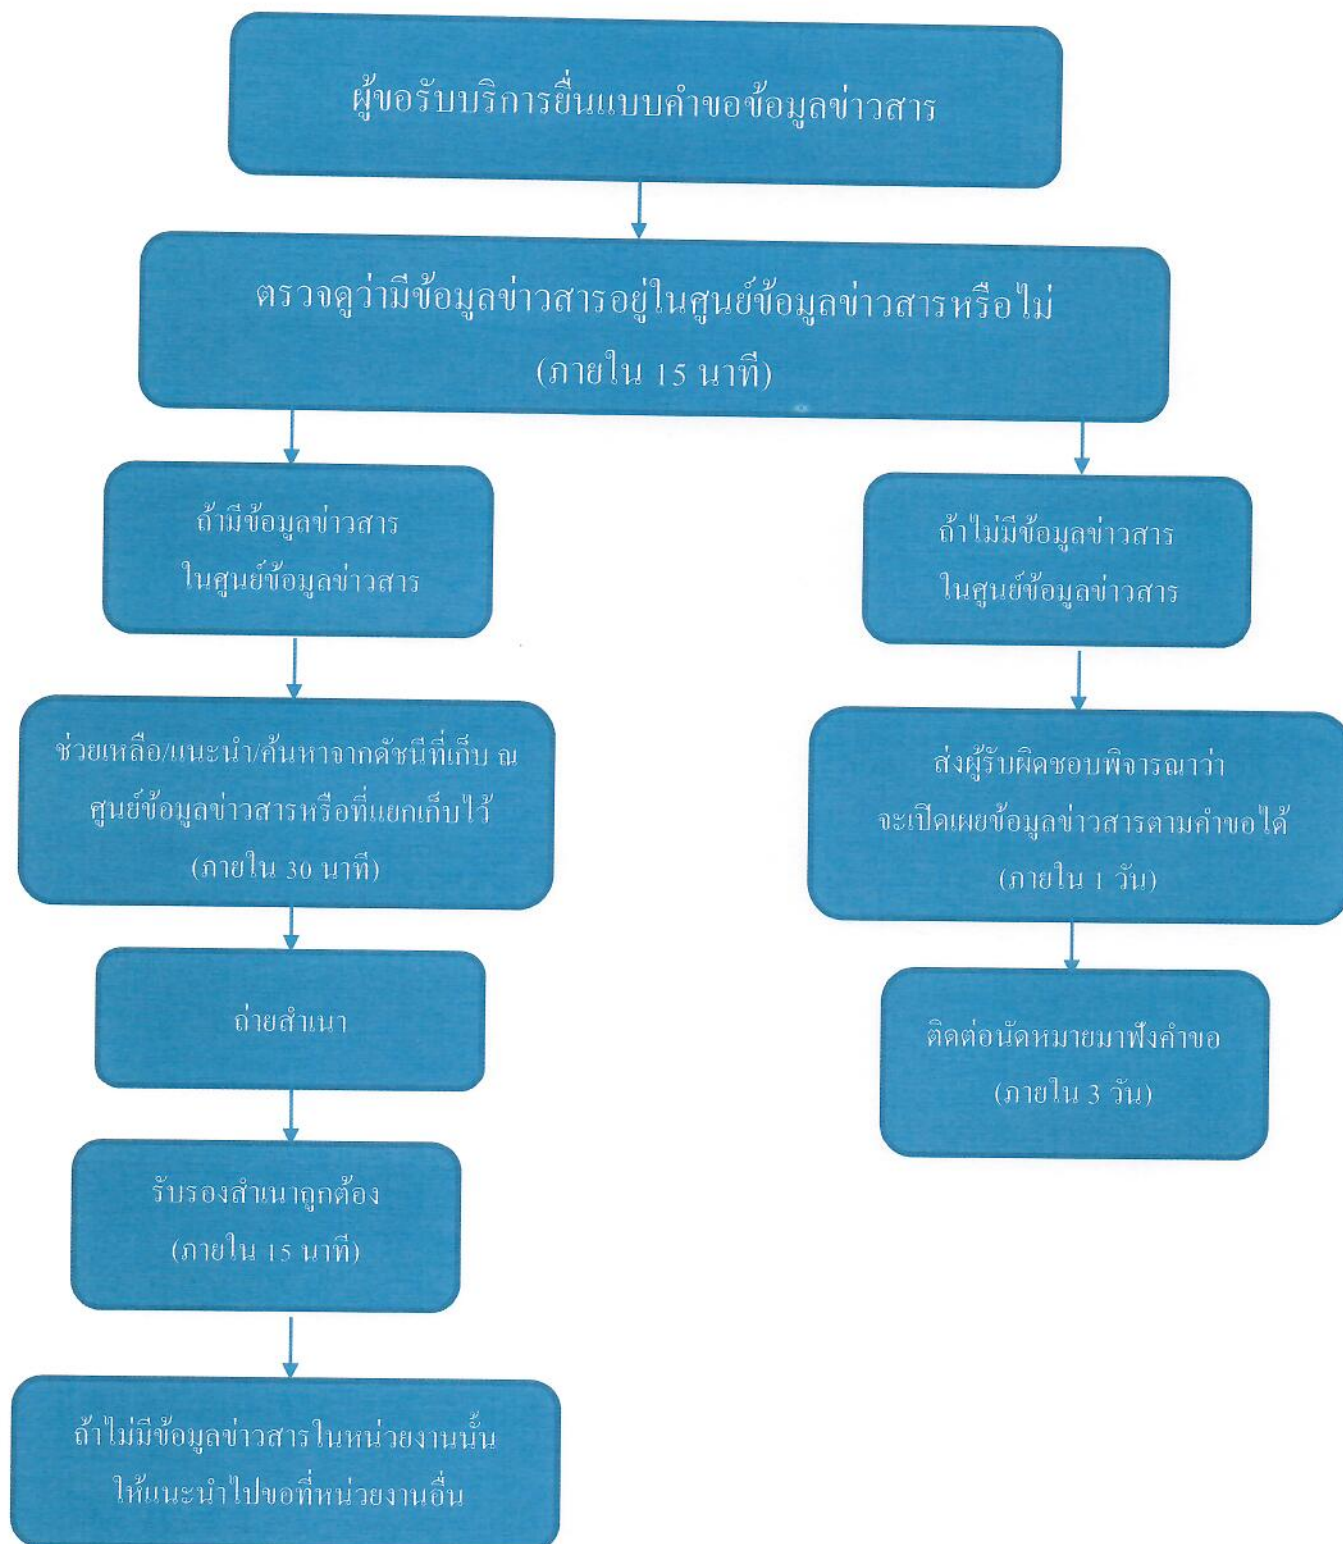 ผู้ขอรับบริการยื่นแบบคำขอข้อมูลข่าวสาร
ตรวจดูว่ามีข้อมูลข่าวสารอยู่ในศูนย์ข้อมูลข่าวสารหรือไม่
(ภายใน 15 นาที)
ถ้ามีข้อมูลข่าวสาร
ในศูนย์ข้อมูลข่าวสาร
ช่วยเหลือ/แนะนำ/ค้นหาจากดัชนีที่เก็บ ณ
ศูนย์ข้อมูลข่าวสารหรือที่แยกเก็บไว้
(ภายใน 30 นาที)
ถ่ายสำเนา
รับรองสำเนาถูกต้อง
(ภายใน 15 นาที)
ถ้าไม่มีข้อมูลข่าวสารในหน่วยงานนั้น
ให้แนะนำไปขอที่หน่วยงานอื่น
ถ้าไม่มีข้อมูลข่าวสาร
ในศูนย์ข้อมูลข่าวสาร
ส่งผู้รับผิดชอบพิจารณาว่า
จะเปิดเผยข้อมูลข่าวสารตามคำขอได้
(ภายใน 1 วัน)
ติดต่อนัดหมายมาฟังคำขอ
(ภายใน 3 วัน)